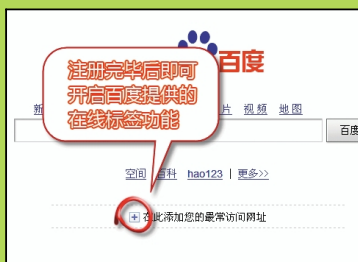 百度
注册完毕后即可
开启百度提供的
在线标签功能
新
片 视频 地图
百度
空间 百科 hao123 | 更多>>
在此添加您的最常访问网址